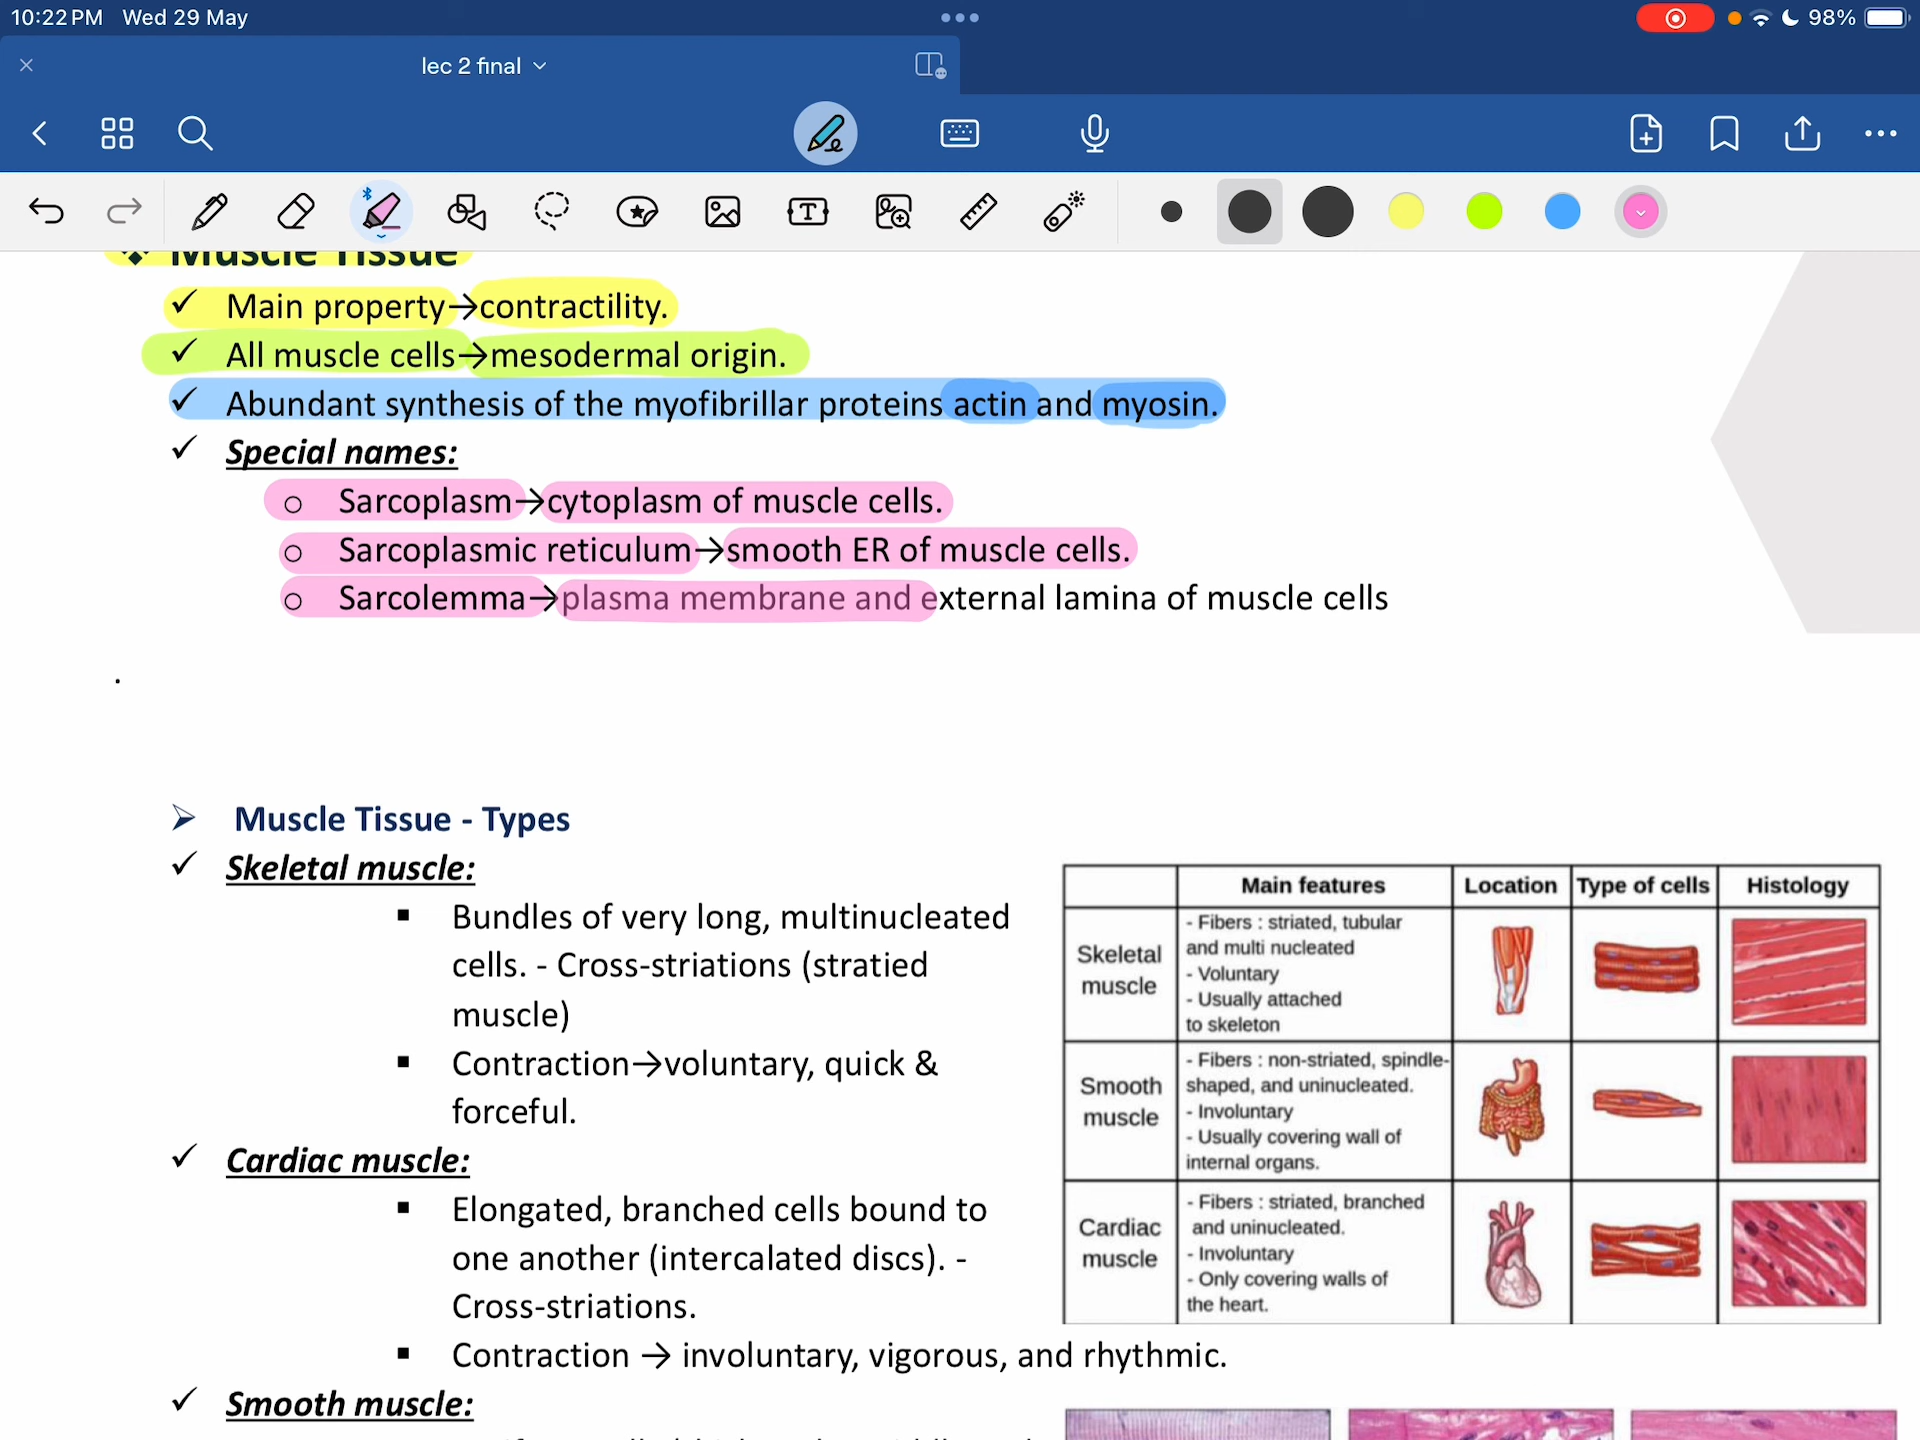 10:22 PM Wed 29 May
98%
lec 2 final
Muscle Tissue
✓ Main property→contractility.
✓ All muscle cells→mesodermal origin.
✓ Abundant synthesis of the myofibrillar proteins actin and myosin.
✓ Special names:
o Sarcoplasm→cytoplasm of muscle cells.
o Sarcoplasmic reticulum→smooth ER of muscle cells.
o Sarcolemma→plasma membrane and external lamina of muscle cells
.
➢ Muscle Tissue - Types
✓ Skeletal muscle:
▪ Bundles of very long, multinucleated
cells. - Cross-striations (stratied
muscle)
▪ Contraction→voluntary, quick &
forceful.
✓ Cardiac muscle:
▪ Elongated, branched cells bound to
one another (intercalated discs). -
Cross-striations.
▪ Contraction → involuntary, vigorous, and rhythmic.
✓ Smooth muscle:
Main features Location Type of cells Histology
Skeletal
muscle
- Fibers : striated, tubular
and multi nucleated
- Voluntary
- Usually attached
to skeleton
Smooth
muscle
- Fibers : non-striated, spindle-
shaped, and uninucleated.
- Involuntary
- Usually covering wall of
internal organs.
Cardiac
muscle
- Fibers : striated, branched
and uninucleated.
- Involuntary
- Only covering walls of
the heart.